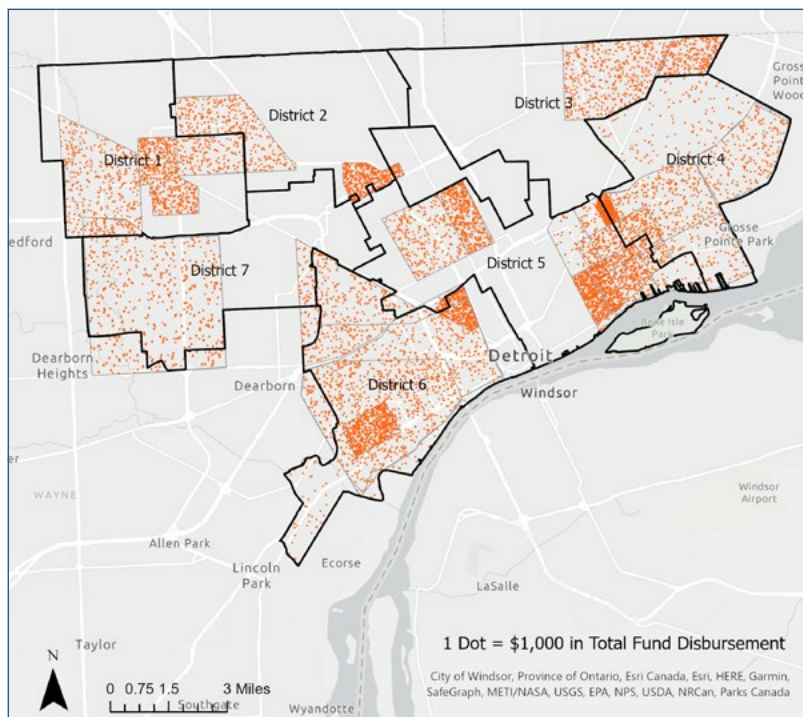 Grosse
Pointe
Wood
District 3
District 2
District 1
District 4
edford
Grosse
Pointe Park
District 7
District 5
Belle Isle
Park
Detroit
Dearborn
Heights
Dearborn
District 6
Windsor
er
WAYNE
Windsor
Airport
Allen Park
Lincoln
Park
Ecorse
LaSalle
Taylor
1 Dot = $1,000 in Total Fund Disbursement
N
City of Windsor, Province of Ontario, Esri Canada, Esri, HERE, Garmin,
SafeGraph, METI/NASA, USGS, EPA, NPS, USDA, NRCan, Parks Canada
0 0.75 1.5 3 Miles
Southgate
Wyandotte